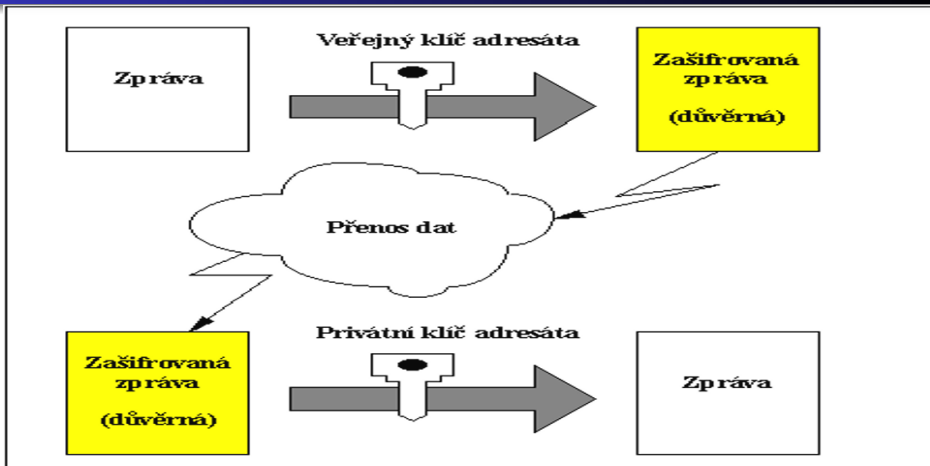 Veřejný klíč adresáta
Zpráva
Zašifrovaná
zpráva
(důvěrná)
Přenos dat
Privátní klíč adresáta
Zašifrovaná
zpráva
(důvěrná)
Zpráva